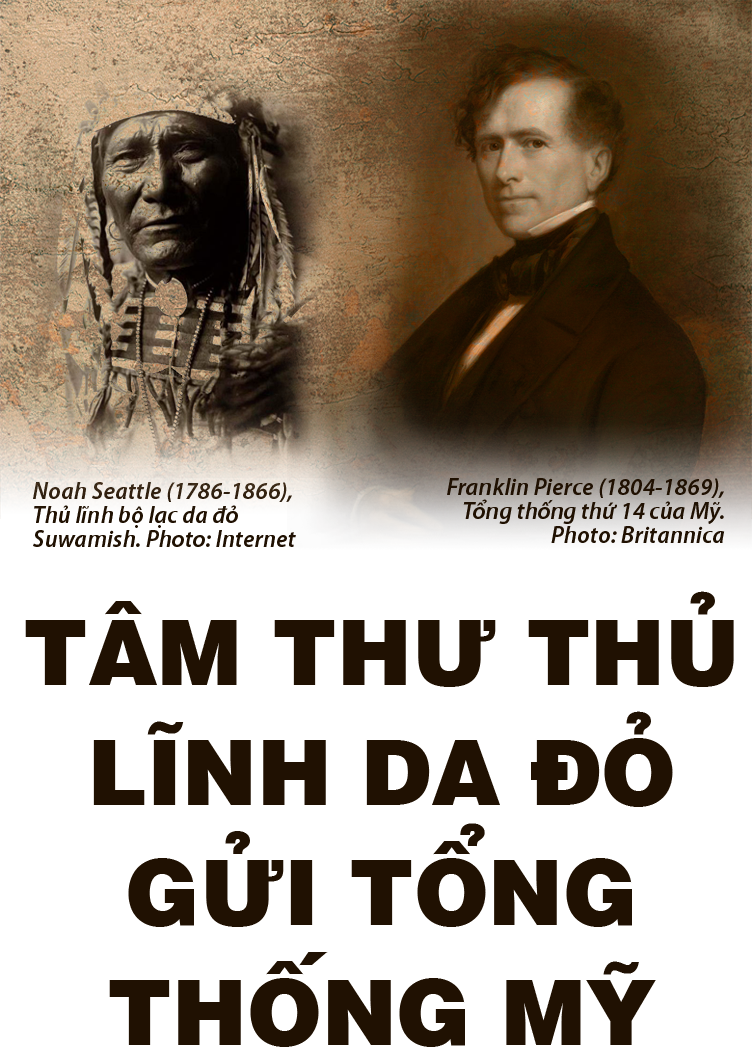 Noah Seattle (1786-1866),
Thủ lĩnh bộ lạc da đỏ
Suwamish. Photo: Internet
Franklin Pierce (1804-1869),
Tổng thống thứ 14 của Mỹ.
Photo: Britannica
TÂM THƯ THỦ
LĨNH DA ĐỎ
GỬI TỔNG
THỐNG MỸ